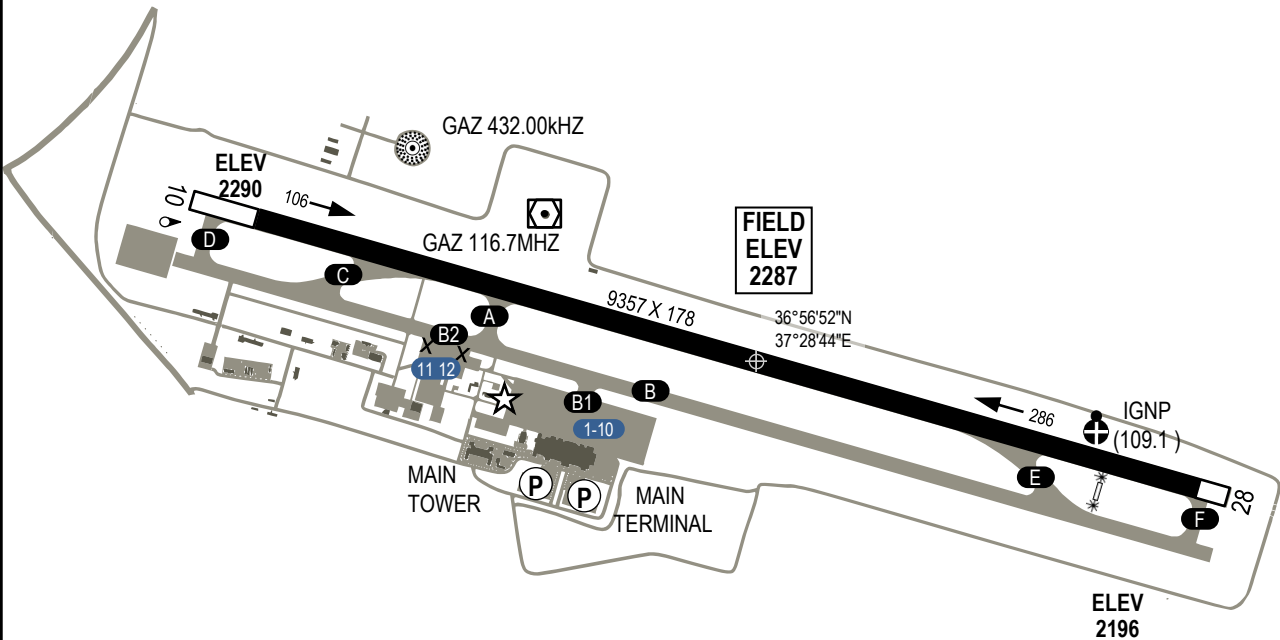 GAZ 432.00kHZ
ELEV
2290
10
106
D
GAZ 116.7MHZ
C
FIELD
ELEV
2287
9357 X 178
36°56'52"N
37°28'44"E
A
B2
11 12
B
B1
1-10
286
IGNP
(109.1 )
MAIN
TOWER
P
P
MAIN
TERMINAL
E
F
28
ELEV
2196